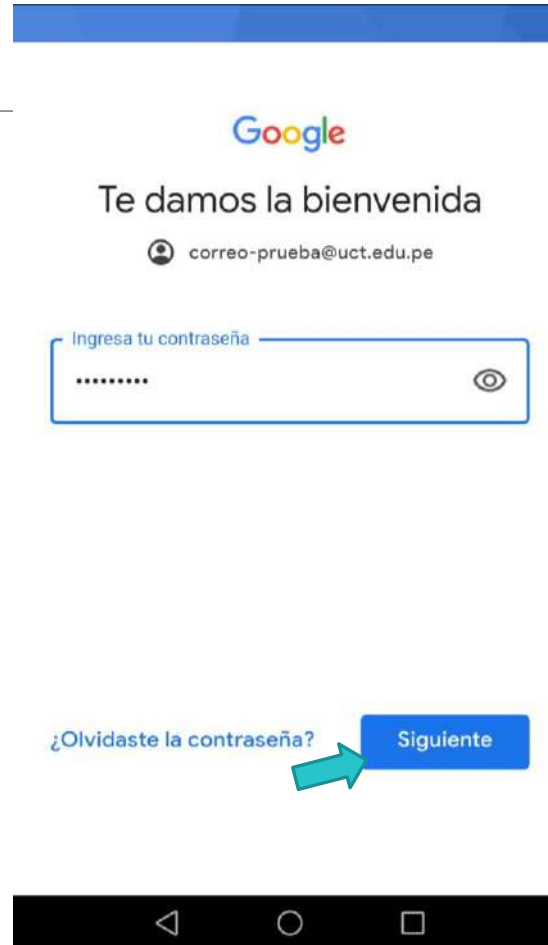 Google
Te damos la bienvenida
correo-prueba@uct.edu.pe
Ingresa tu contraseña
•••••••••
¿Olvidaste la contraseña?
Siguiente